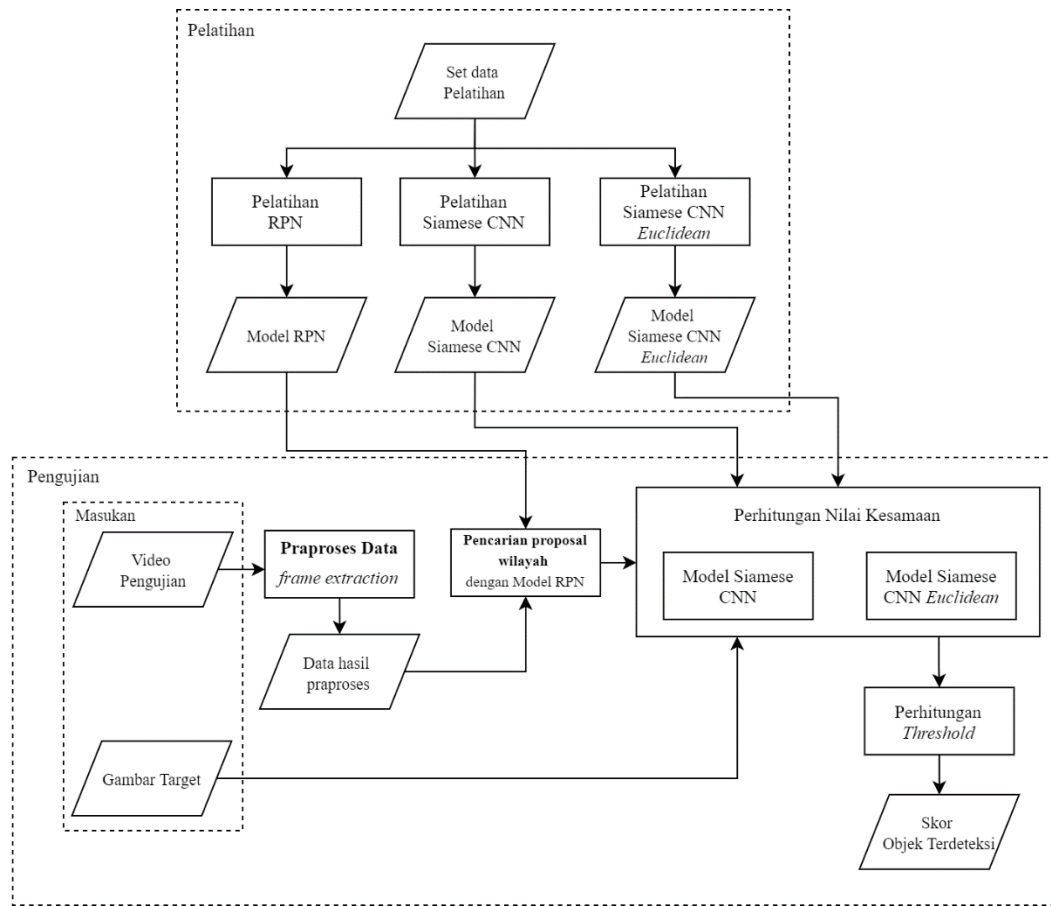 Pelatihan
Set data
Pelatihan
Pelatihan
RPN
Pelatihan
Siamese CNN
Pelatihan
Siamese CNN
Euclidean
Model RPN
Model
Siamese CNN
Model
Siamese CNN
Euclidean
Pengujian
Masukan
Video
Pengujian
Praproses Data
frame extraction
Data hasil
praproses
Pencarian proposal
wilayah
dengan Model RPN
Perhitungan Nilai Kesamaan
Model Siamese
CNN
Model Siamese
CNN Euclidean
Gambar Target
Perhitungan
Threshold
Skor
Objek Terdeteksi